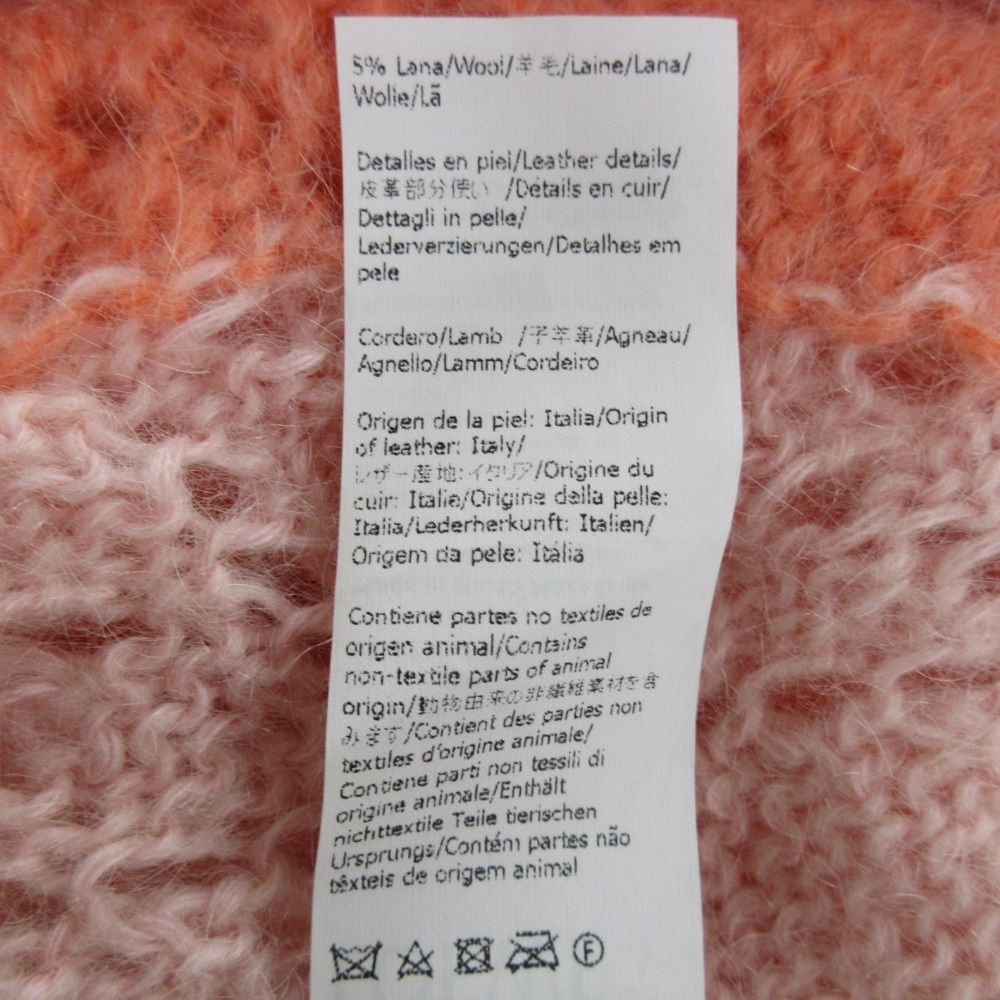 5% Lana/Wool/羊毛/Laine/Lana/
Wolle/Lã
Detalles en piel/Leather details/
皮革部分使い /Détails en cuir/
Dettagli in pelle/
Lederverzierungen/Detalhes em
pele
Cordero/Lamb /子羊革/Agneau/
Agnello/Lamm/Cordeiro
Origen de la piel: Italia/Origin
of leather: Italy/
レザー産地:イタリア/Origine du
cuir: Italie/Origine della pelle:
Italia/Lederherkunft: Italien/
Origem da pele: Itália
Contiene partes no textiles de
origen animal/Contains
non-textile parts of animal
origin/動物由来の非繊維素材を含
みます/Contient des parties non
textiles d'origine animale/
Contiene parti non tessili di
origine animale/Enthält
nichttextile Teile tierischen
Ursprungs/Contém partes não
têxteis de origem animal
F